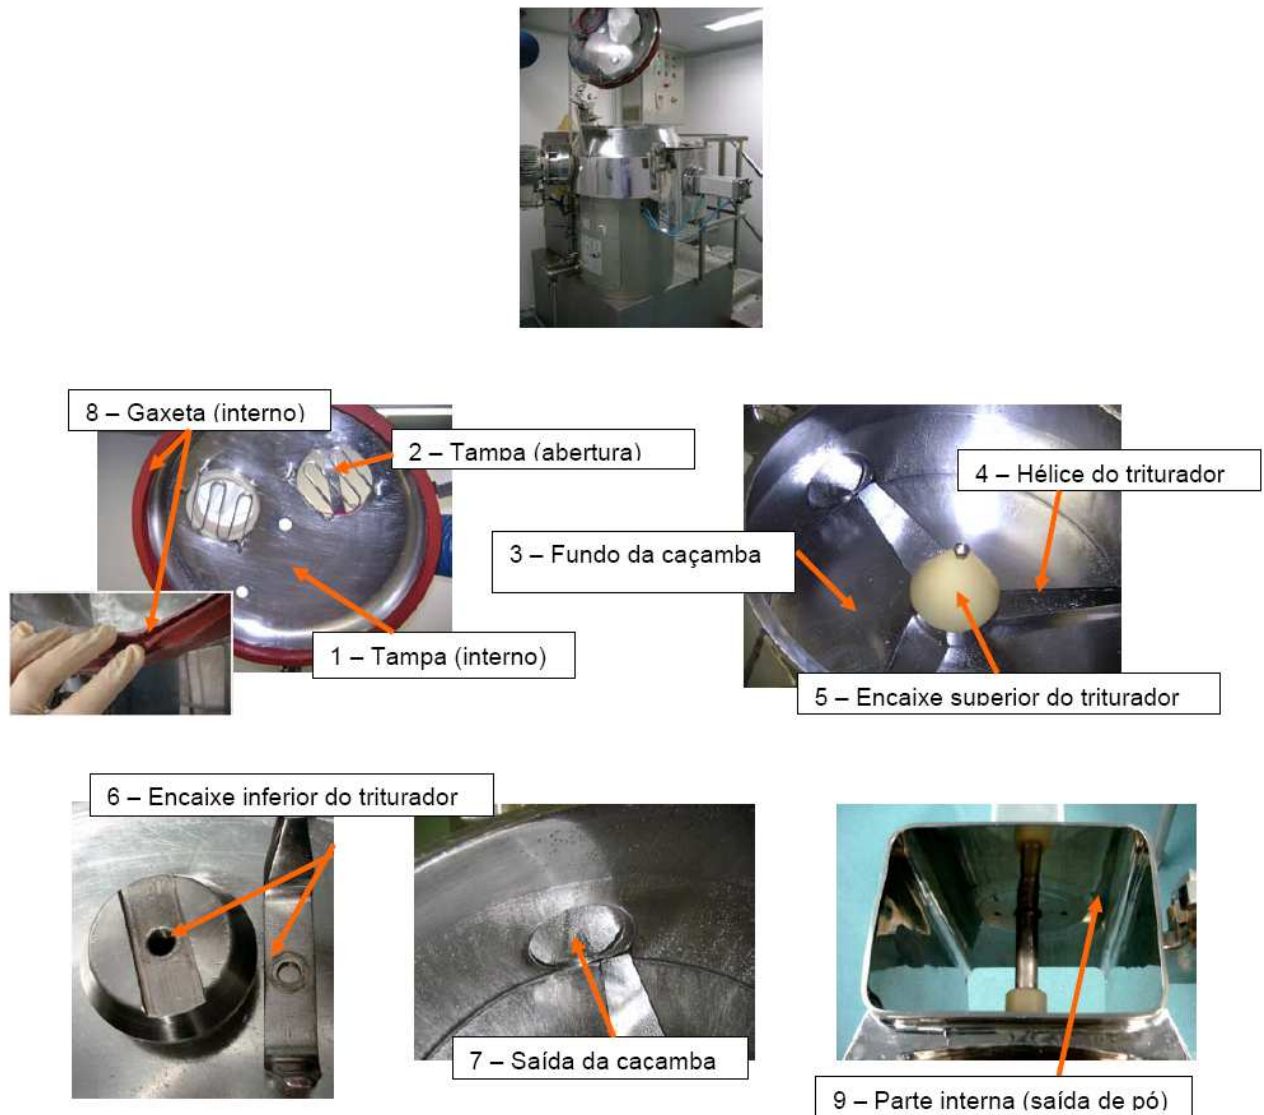 8 – Gaxeta (interno)
2 – Tampa (abertura)
4 – Hélice do triturador
3 – Fundo da caçamba
1 – Tampa (interno)
5 – Encaixe superior do triturador
6 – Encaixe inferior do triturador
7 – Saída da caçamba
9 – Parte interna (saída de pó)